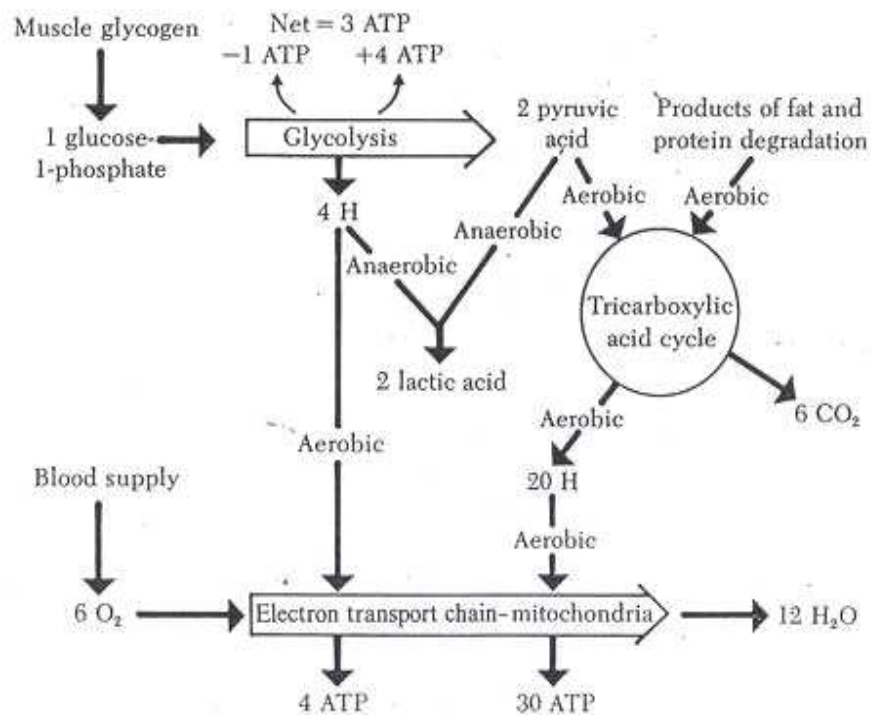 Muscle glycogen
Net = 3 ATP
−1 ATP
+4 ATP
1 glucose-
1-phosphate
Glycolysis
2 pyruvic
acid
Products of fat and
protein degradation
4 H
Anaerobic
Anaerobic
Aerobic
Aerobic
Tricarboxylic
acid cycle
2 lactic acid
6 CO₂
Aerobic
Aerobic
20 H
Blood supply
Aerobic
6 O₂
Electron transport chain–mitochondria
12 H₂O
4 ATP
30 ATP